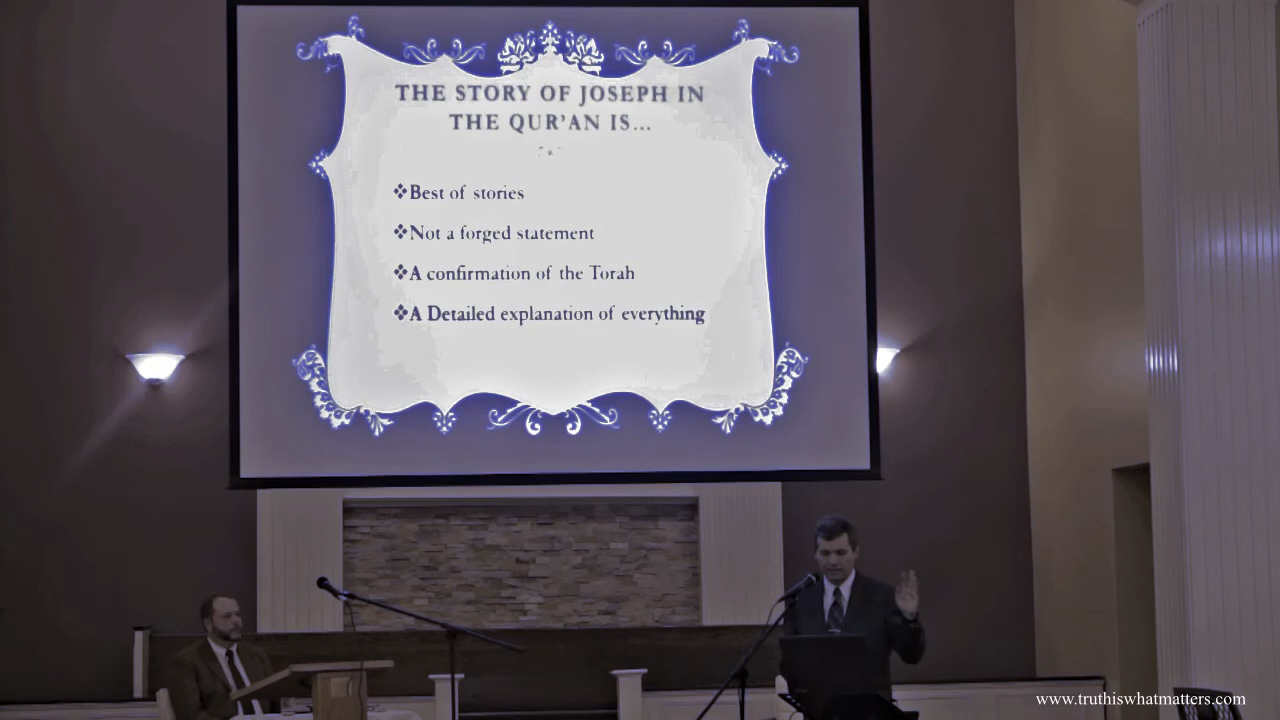 THE STORY OF JOSEPH IN
THE QUR'AN IS...
❖Best of stories
❖Not a forged statement
❖A confirmation of the Torah
❖A Detailed explanation of everything
www.truthiswhatmatters.com